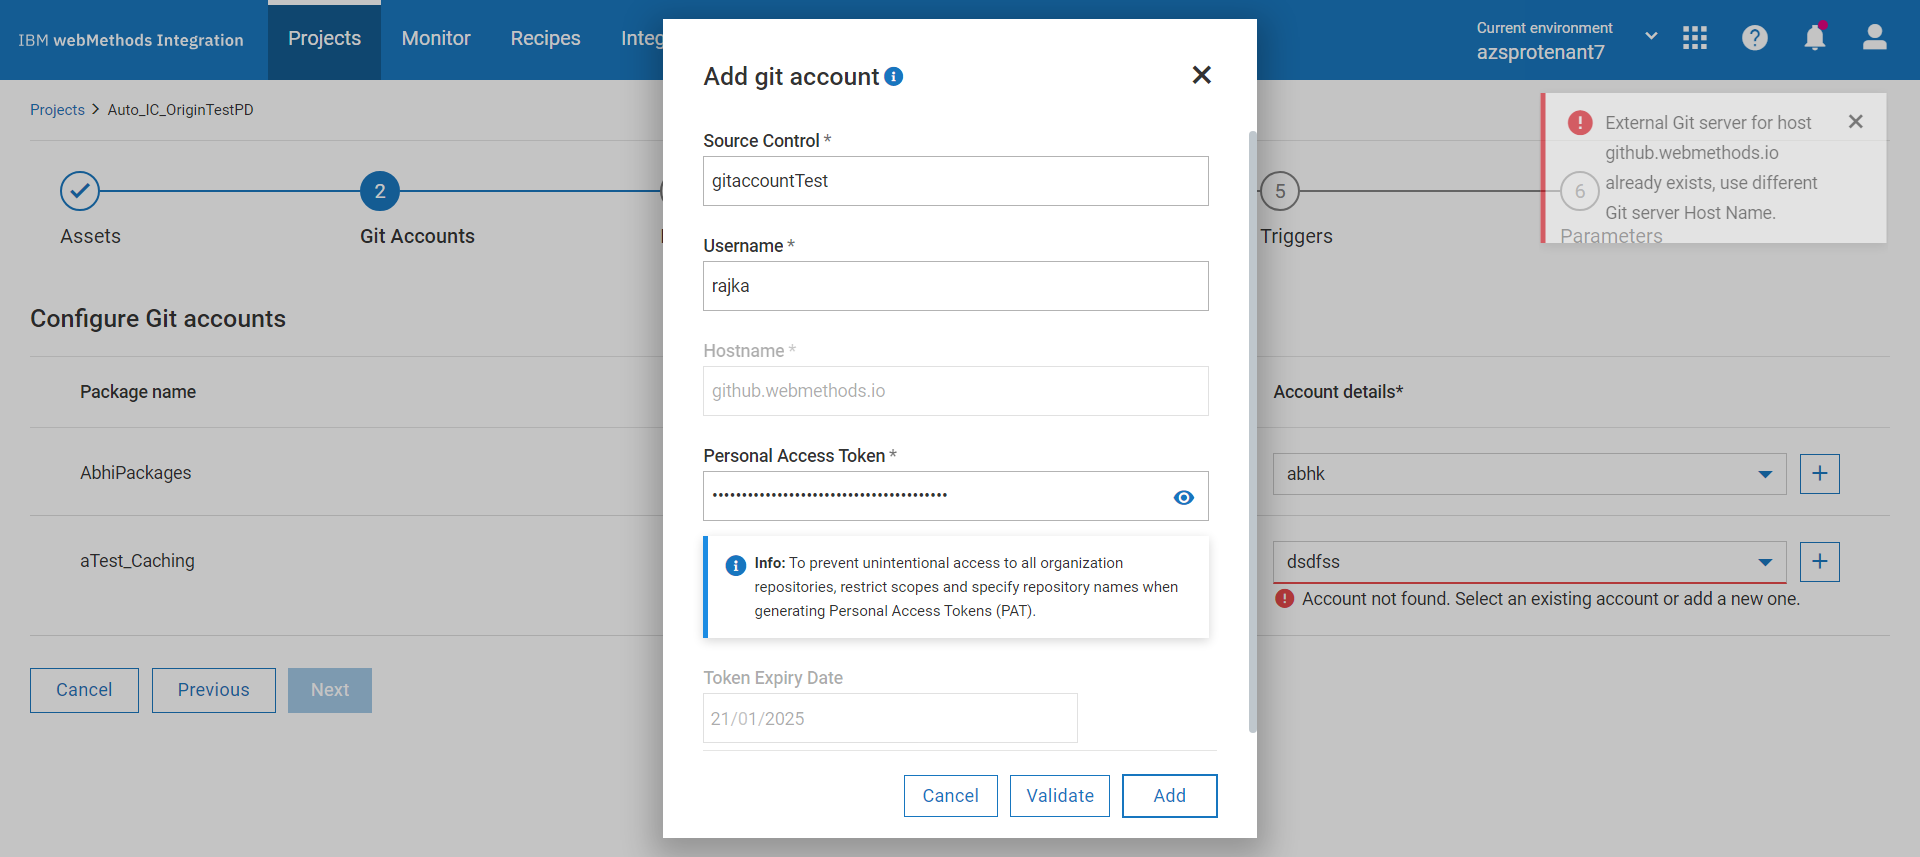 IBM webMethods Integration
Projects
Monitor
Recipes
Current environment
azsprotenant7
Projects > Auto_IC_OriginTestPD
Assets
2
Git Accounts
5
Triggers
6
Parameters
External Git server for host
github.webmethods.io
already exists, use different
Git server Host Name.
Configure Git accounts
Package name
Account details*
AbhiPackages
abhk
aTest_Caching
dsdfss
Account not found. Select an existing account or add a new one.
Cancel
Previous
Next
Add git account
Source Control *
gitaccountTest
Username *
rajka
Hostname *
github.webmethods.io
Personal Access Token *
Info: To prevent unintentional access to all organization
repositories, restrict scopes and specify repository names when
generating Personal Access Tokens (PAT).
Token Expiry Date
21/01/2025
Cancel
Validate
Add